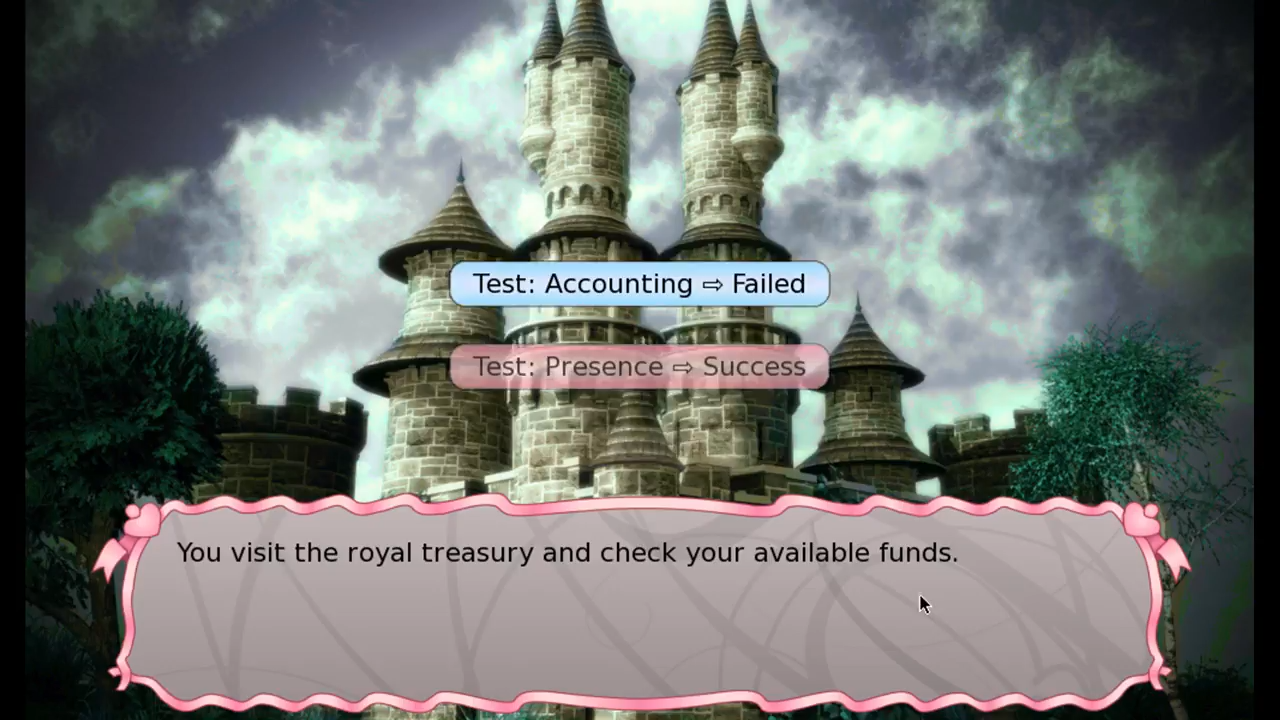 Test: Accounting ⇨ Failed
Test: Presence ⇨ Success
You visit the royal treasury and check your available funds.